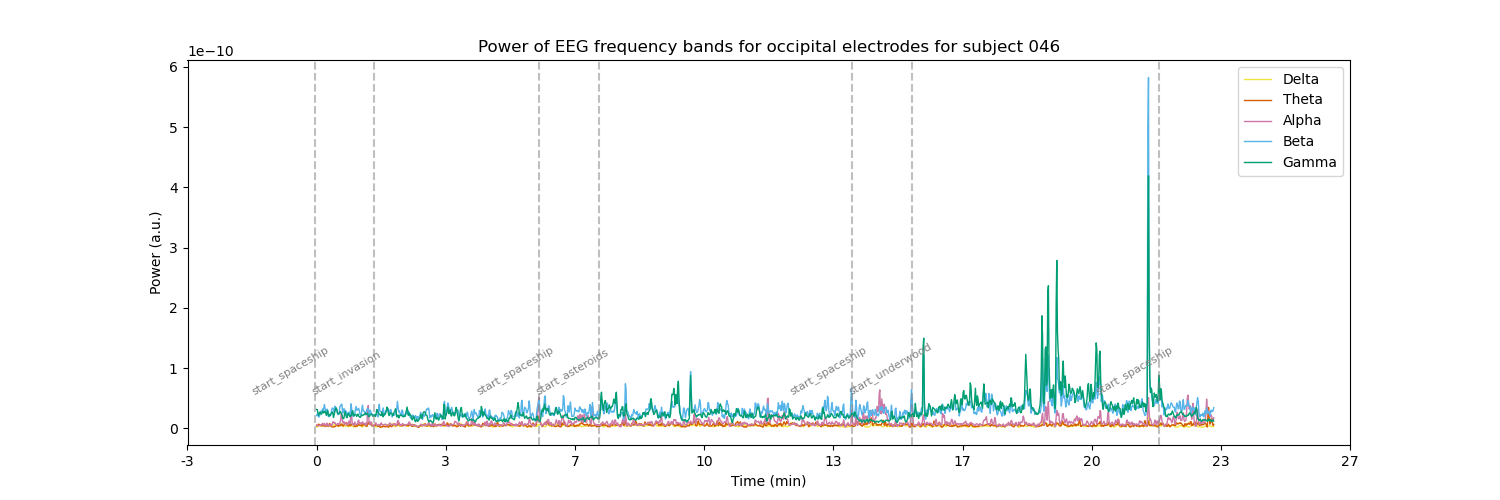 Power of EEG frequency bands for occipital electrodes for subject 046
1e−10
6
5
4
3
2
1
0
Power (a.u.)
Delta
Theta
Alpha
Beta
Gamma
start_spaceship
start_invasion
start_spaceship
start_asteroids
start_spaceship
start_underwood
start_spaceship
-3 0 3 7 10 13 17 20 23 27
Time (min)